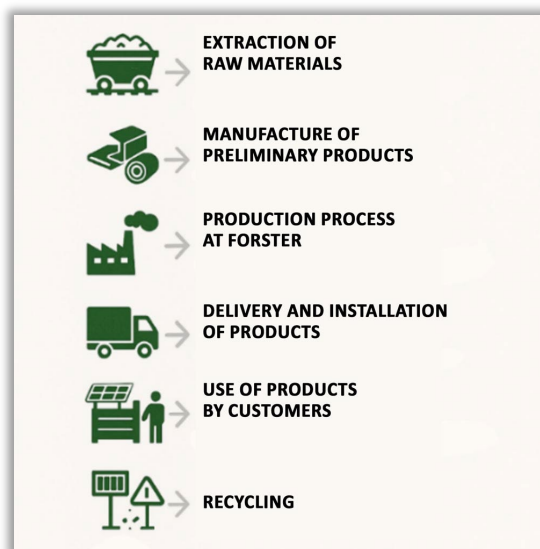 EXTRACTION OF
RAW MATERIALS
MANUFACTURE OF
PRELIMINARY PRODUCTS
PRODUCTION PROCESS
AT FORSTER
DELIVERY AND INSTALLATION
OF PRODUCTS
USE OF PRODUCTS
BY CUSTOMERS
RECYCLING